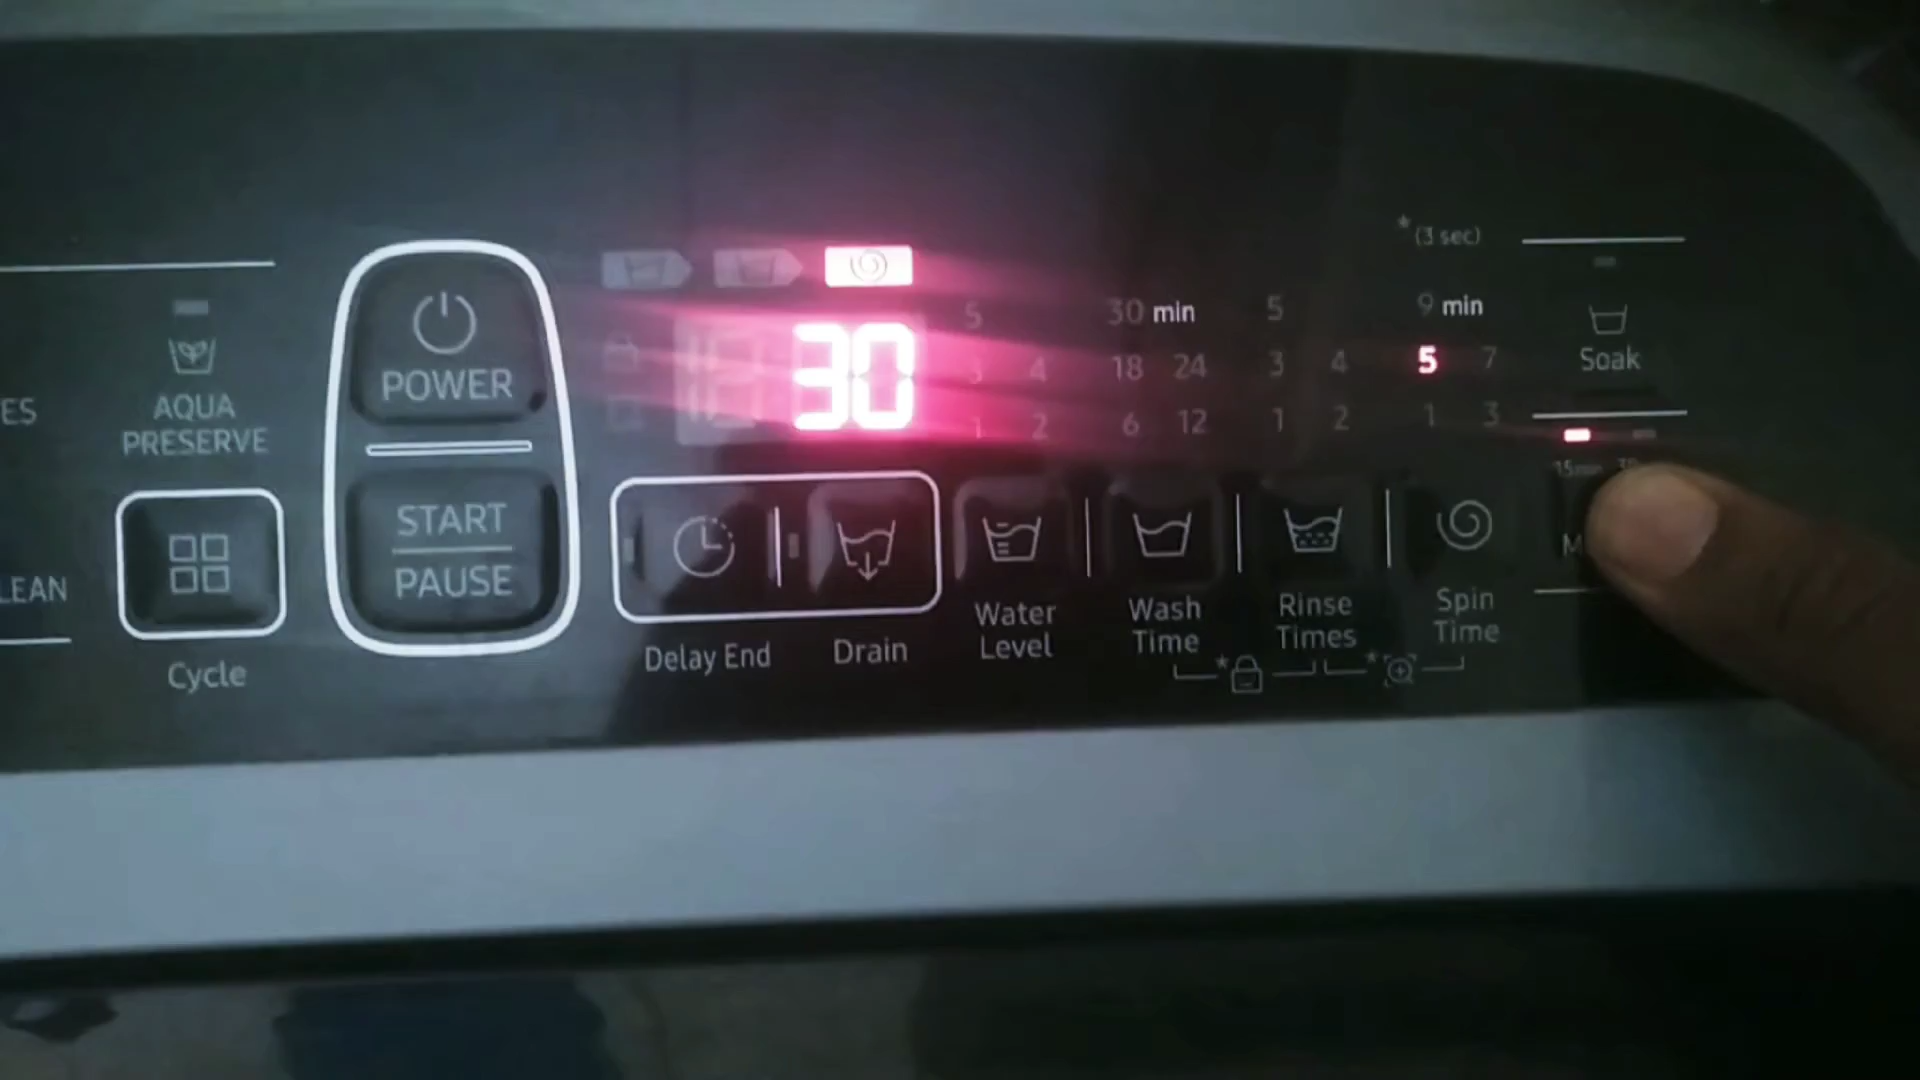 * (3 sec)
5
30 min
5
9 min
3 4
18 24
3 4
5 7
1 2
6 12
1 2
1 3
30
ES
AQUA
PRESERVE
LEAN
Cycle
POWER
START
PAUSE
Delay End
Drain
Water
Level
Wash
Time
Rinse
Times
Spin
Time
*
*
Soak
15min